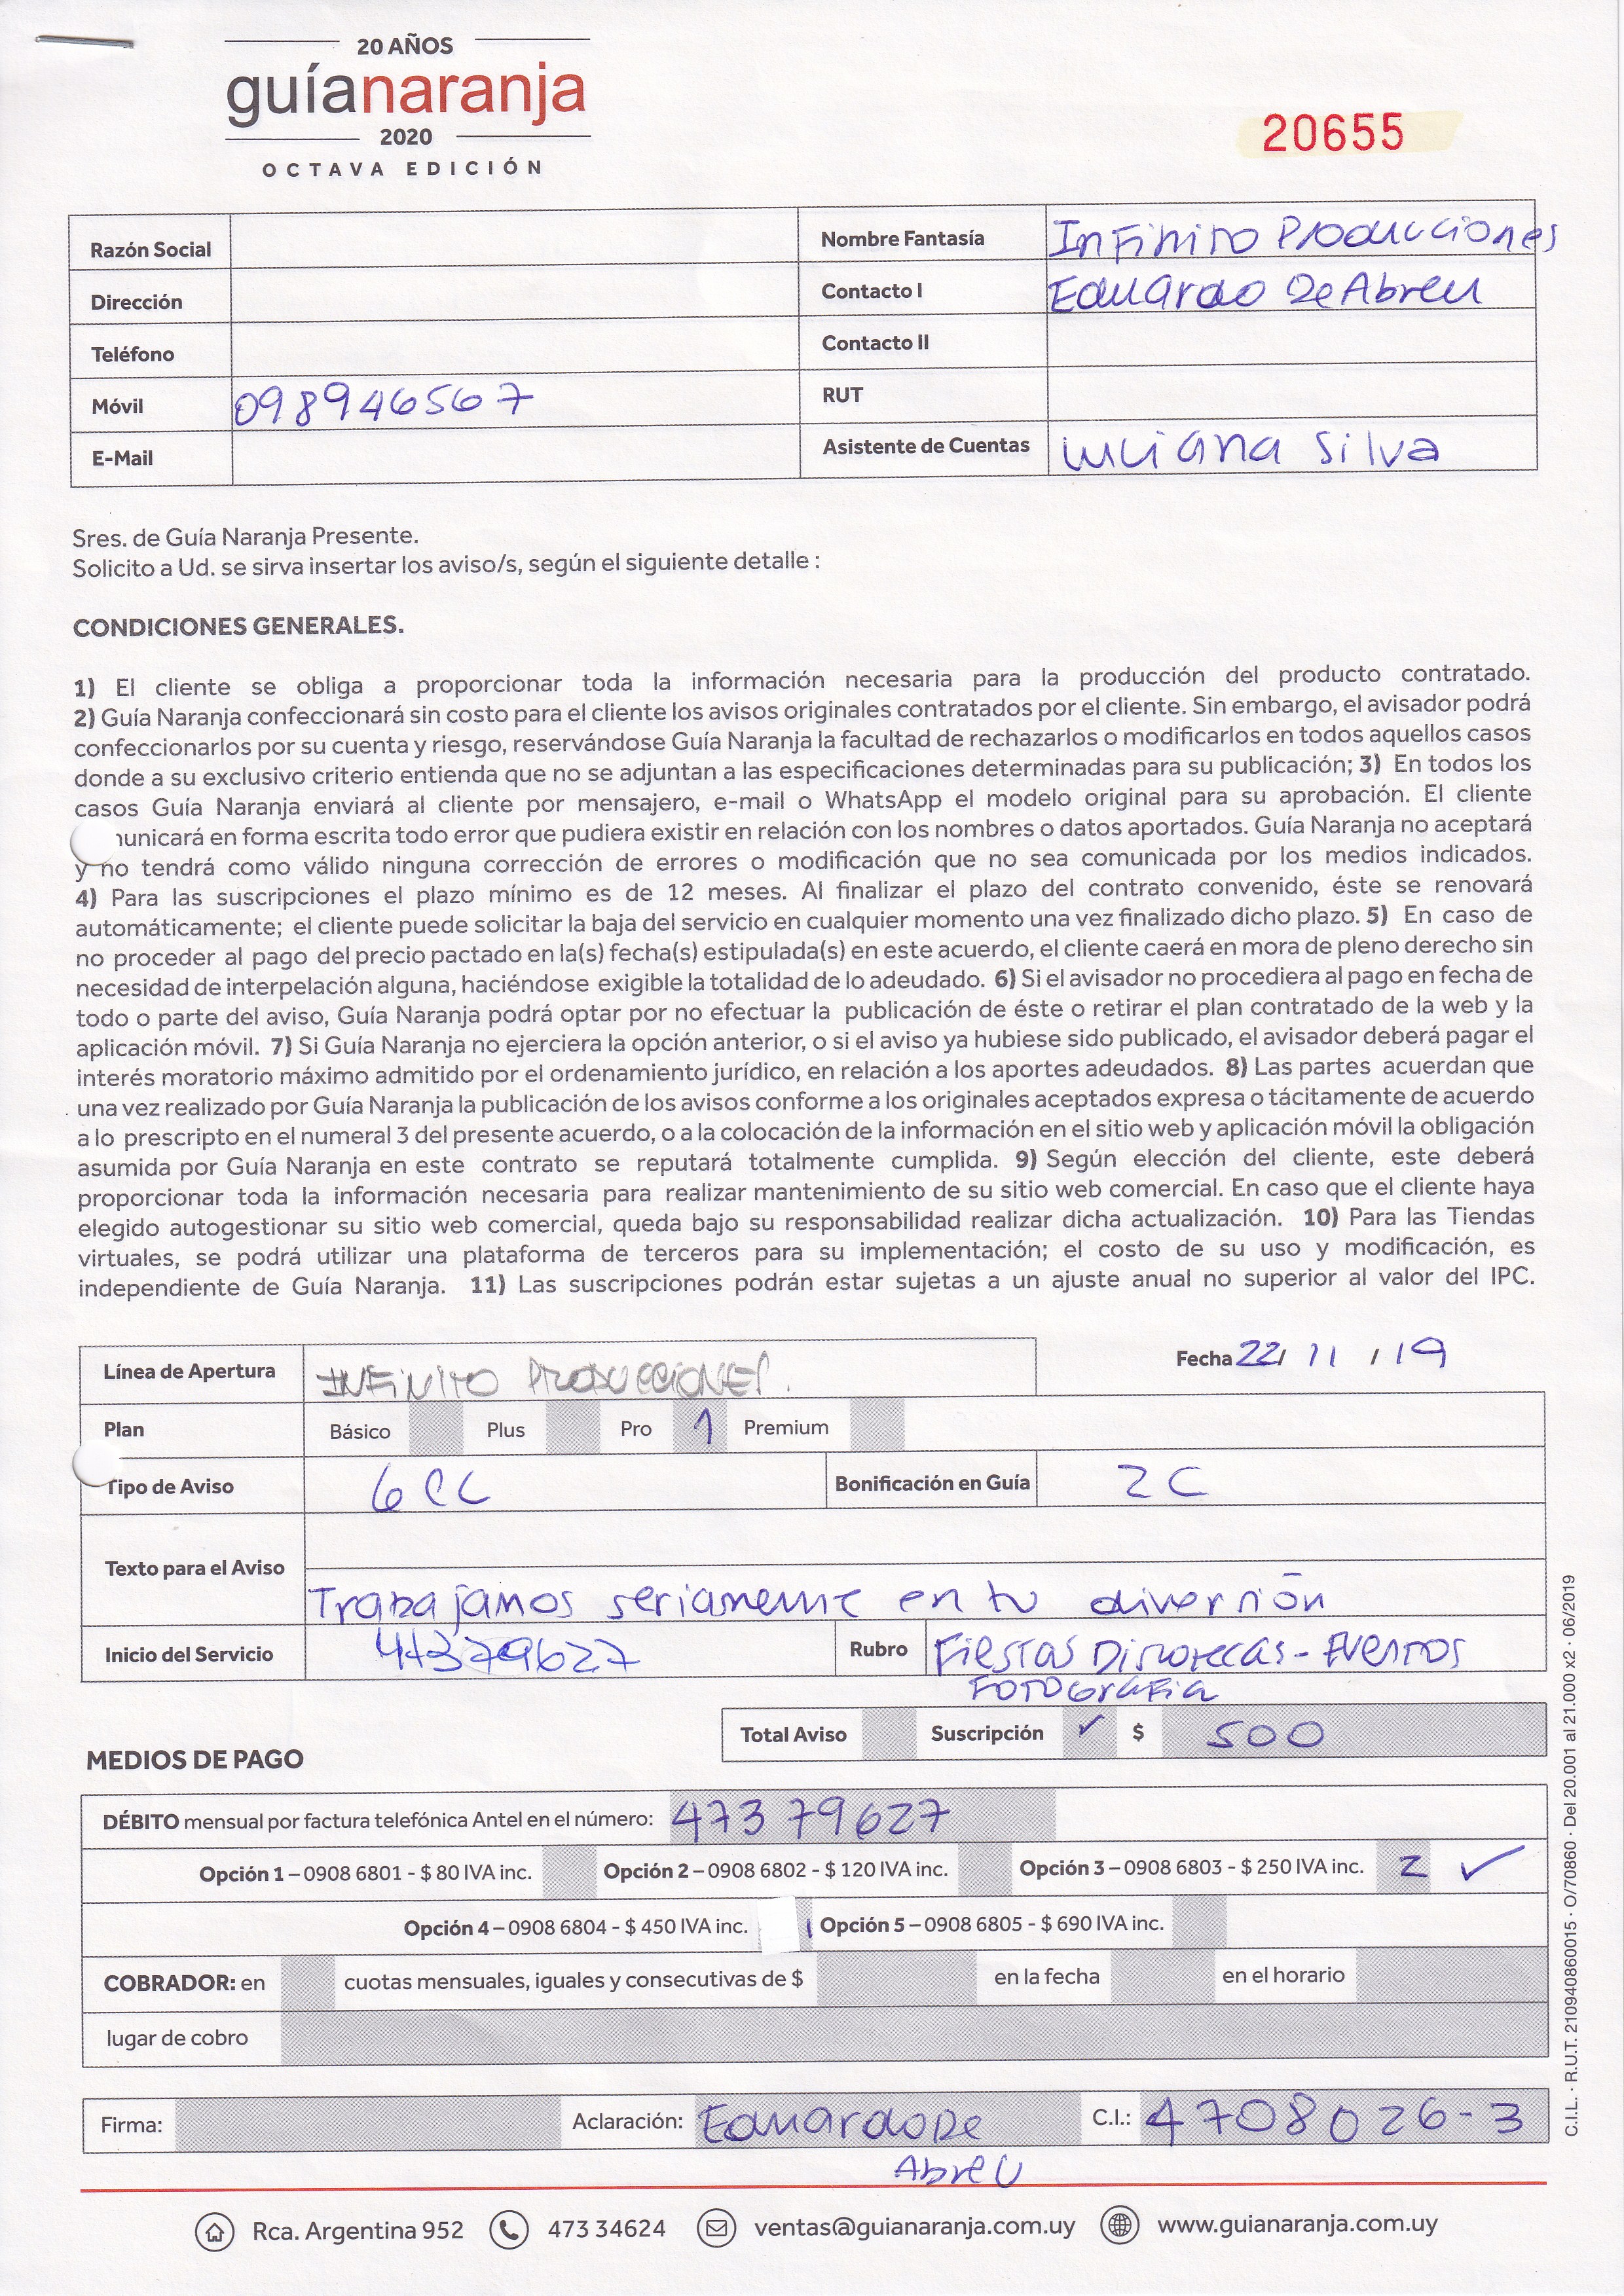 20 AÑOS
guíanaranja
2020
OCTAVA EDICIÓN
20655
Razón Social
Nombre Fantasía Infinito Producciones
Dirección
Contacto I Eduardo De Abreu
Teléfono
Contacto II
Móvil 098946567
RUT
E-Mail
Asistente de Cuentas Luciana Silva
Sres. de Guía Naranja Presente.
Solicito a Ud. se sirva insertar los aviso/s, según el siguiente detalle :
CONDICIONES GENERALES.
1) El cliente se obliga a proporcionar toda la información necesaria para la producción del producto contratado.
2) Guía Naranja confeccionará sin costo para el cliente los avisos originales contratados por el cliente. Sin embargo, el avisador podrá
confeccionarlos por su cuenta y riesgo, reservándose Guía Naranja la facultad de rechazarlos o modificarlos en todos aquellos casos
donde a su exclusivo criterio entienda que no se adjuntan a las especificaciones determinadas para su publicación; 3) En todos los
casos Guía Naranja enviará al cliente por mensajero, e-mail o WhatsApp el modelo original para su aprobación. El cliente
municará en forma escrita todo error que pudiera existir en relación con los nombres o datos aportados. Guía Naranja no aceptará
y no tendrá como válido ninguna corrección de errores o modificación que no sea comunicada por los medios indicados.
4) Para las suscripciones el plazo mínimo es de 12 meses. Al finalizar el plazo del contrato convenido, éste se renovará
automáticamente; el cliente puede solicitar la baja del servicio en cualquier momento una vez finalizado dicho plazo. 5) En caso de
no proceder al pago del precio pactado en la(s) fecha(s) estipulada(s) en este acuerdo, el cliente caerá en mora de pleno derecho sin
necesidad de interpelación alguna, haciéndose exigible la totalidad de lo adeudado. 6) Si el avisador no procediera al pago en fecha de
todo o parte del aviso, Guía Naranja podrá optar por no efectuar la publicación de éste o retirar el plan contratado de la web y la
aplicación móvil. 7) Si Guía Naranja no ejerciera la opción anterior, o si el aviso ya hubiese sido publicado, el avisador deberá pagar el
interés moratorio máximo admitido por el ordenamiento jurídico, en relación a los aportes adeudados. 8) Las partes acuerdan que
una vez realizado por Guía Naranja la publicación de los avisos conforme a los originales aceptados expresa o tácitamente de acuerdo
a lo prescripto en el numeral 3 del presente acuerdo, o a la colocación de la información en el sitio web y aplicación móvil la obligación
asumida por Guía Naranja en este contrato se reputará totalmente cumplida. 9) Según elección del cliente, este deberá
proporcionar toda la información necesaria para realizar mantenimiento de su sitio web comercial. En caso que el cliente haya
elegido autogestionar su sitio web comercial, queda bajo su responsabilidad realizar dicha actualización. 10) Para las Tiendas
virtuales, se podrá utilizar una plataforma de terceros para su implementación; el costo de su uso y modificación, es
independiente de Guía Naranja. 11) Las suscripciones podrán estar sujetas a un ajuste anual no superior al valor del IPC.
Línea de Apertura INFINITO PRODUCCIONES.
Fecha 22/ 11 / 19
Plan Básico Plus Pro 1 Premium
Tipo de Aviso 6CC Bonificación en Guía 2C
Texto para el Aviso
Trabajamos seriamente en tu diversión
Inicio del Servicio 47379627 Rubro Fiestas Discotecas - Eventos
Fotografia
Total Aviso Suscripción ✓ $ 500
MEDIOS DE PAGO
DÉBITO mensual por factura telefónica Antel en el número: 473 79627
Opción 1 – 0908 6801 - $ 80 IVA inc. Opción 2 – 0908 6802 - $ 120 IVA inc. Opción 3 – 0908 6803 - $ 250 IVA inc. 2 ✓
Opción 4 – 0908 6804 - $ 450 IVA inc. Opción 5 – 0908 6805 - $ 690 IVA inc.
COBRADOR: en cuotas mensuales, iguales y consecutivas de $ en la fecha en el horario
lugar de cobro
Firma: Aclaración: Eduardo De C.I.: 4708026-3
Abreu
Rca. Argentina 952 473 34624 ventas@guianaranja.com.uy www.guianaranja.com.uy
C.I.L. · R.U.T. 210940860015 · O/70860 · Del 20.001 al 21.000 x2 · 06/2019